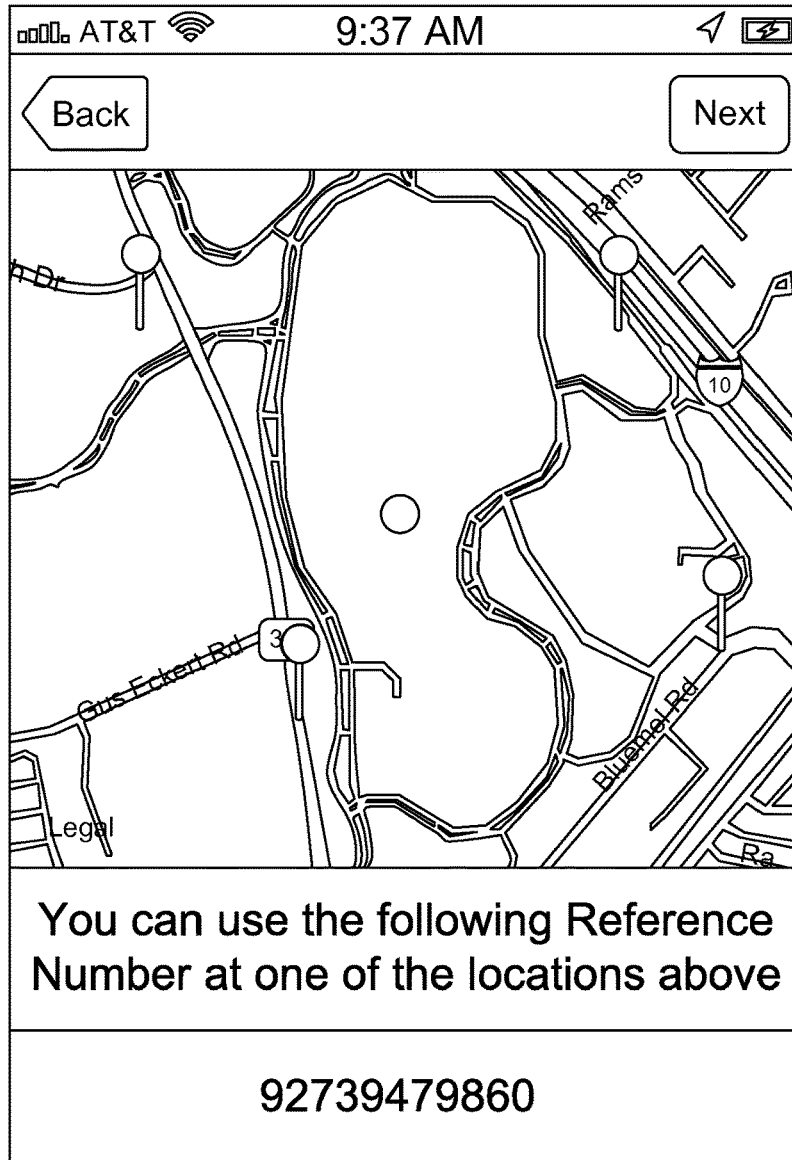 AT&T 9:37 AM
Back Next
Rams
h Dr
10
3
Gus Eckert Rd
Bluemel Rd
Legal
Ra
You can use the following Reference
Number at one of the locations above
92739479860